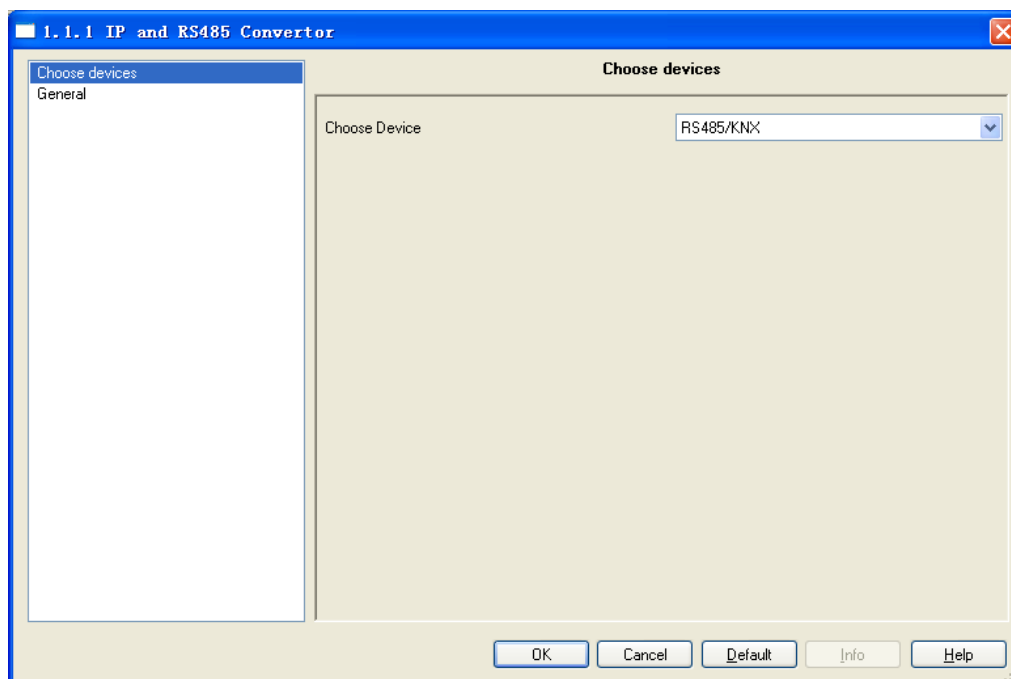 1.1.1 IP and RS485 Convertor
Choose devices
General
Choose devices
Choose Device
RS485/KNX
OK
Cancel
Default
Info
Help